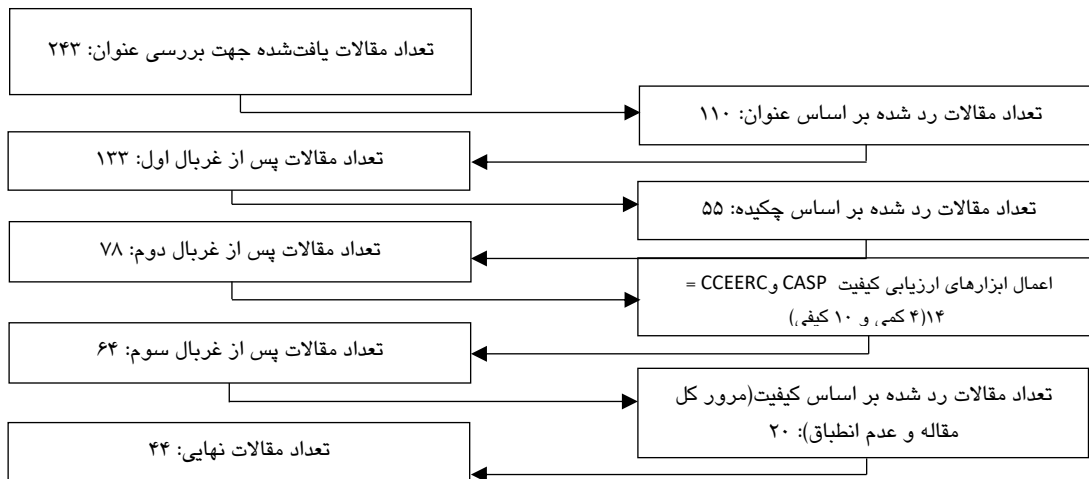 تعداد مقالات یافت‌شده جهت بررسی عنوان: ۲۴۳
تعداد مقالات رد شده بر اساس عنوان: ۱۱۰
تعداد مقالات پس از غربال اول: ۱۳۳
تعداد مقالات رد شده بر اساس چکیده: ۵۵
تعداد مقالات پس از غربال دوم: ۷۸
اعمال ابزارهای ارزیابی کیفیت CASP وCCEERC =
۱۴(۴ کمی و ۱۰ کیفی)
تعداد مقالات پس از غربال سوم: ۶۴
تعداد مقالات رد شده بر اساس کیفیت(مرور کل
مقاله و عدم انطباق): ۲۰
تعداد مقالات نهایی: ۴۴